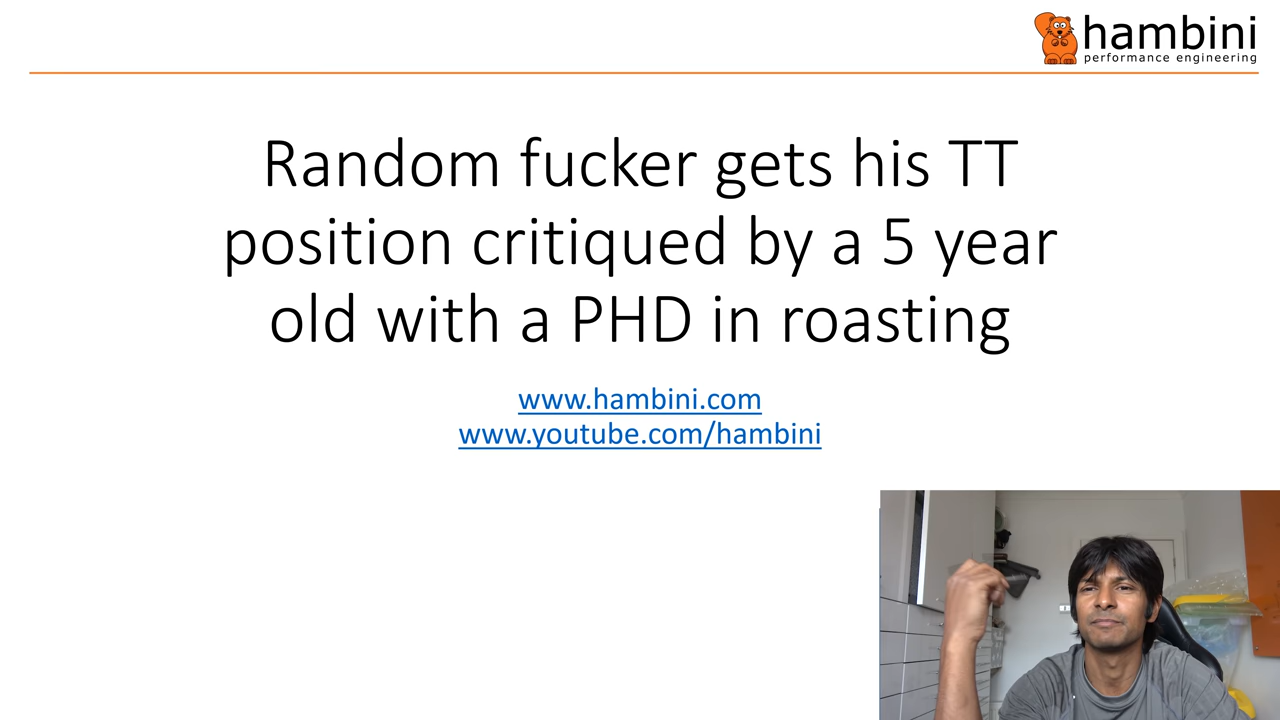 hambini
performance engineering
Random fucker gets his TT
position critiqued by a 5 year
old with a PHD in roasting
www.hambini.com
www.youtube.com/hambini